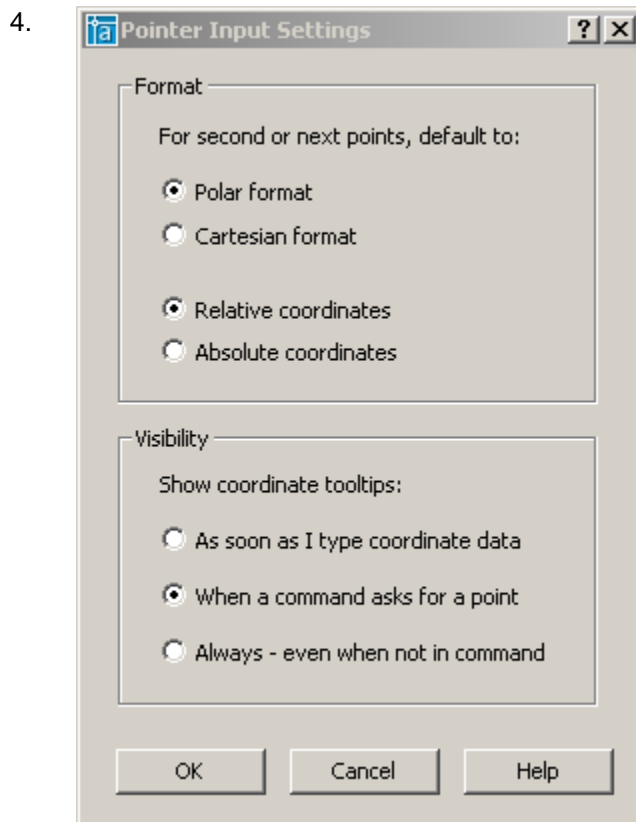 4.
Pointer Input Settings
Format
For second or next points, default to:
Polar format
Cartesian format
Relative coordinates
Absolute coordinates
Visibility
Show coordinate tooltips:
As soon as I type coordinate data
When a command asks for a point
Always - even when not in command
OK Cancel Help